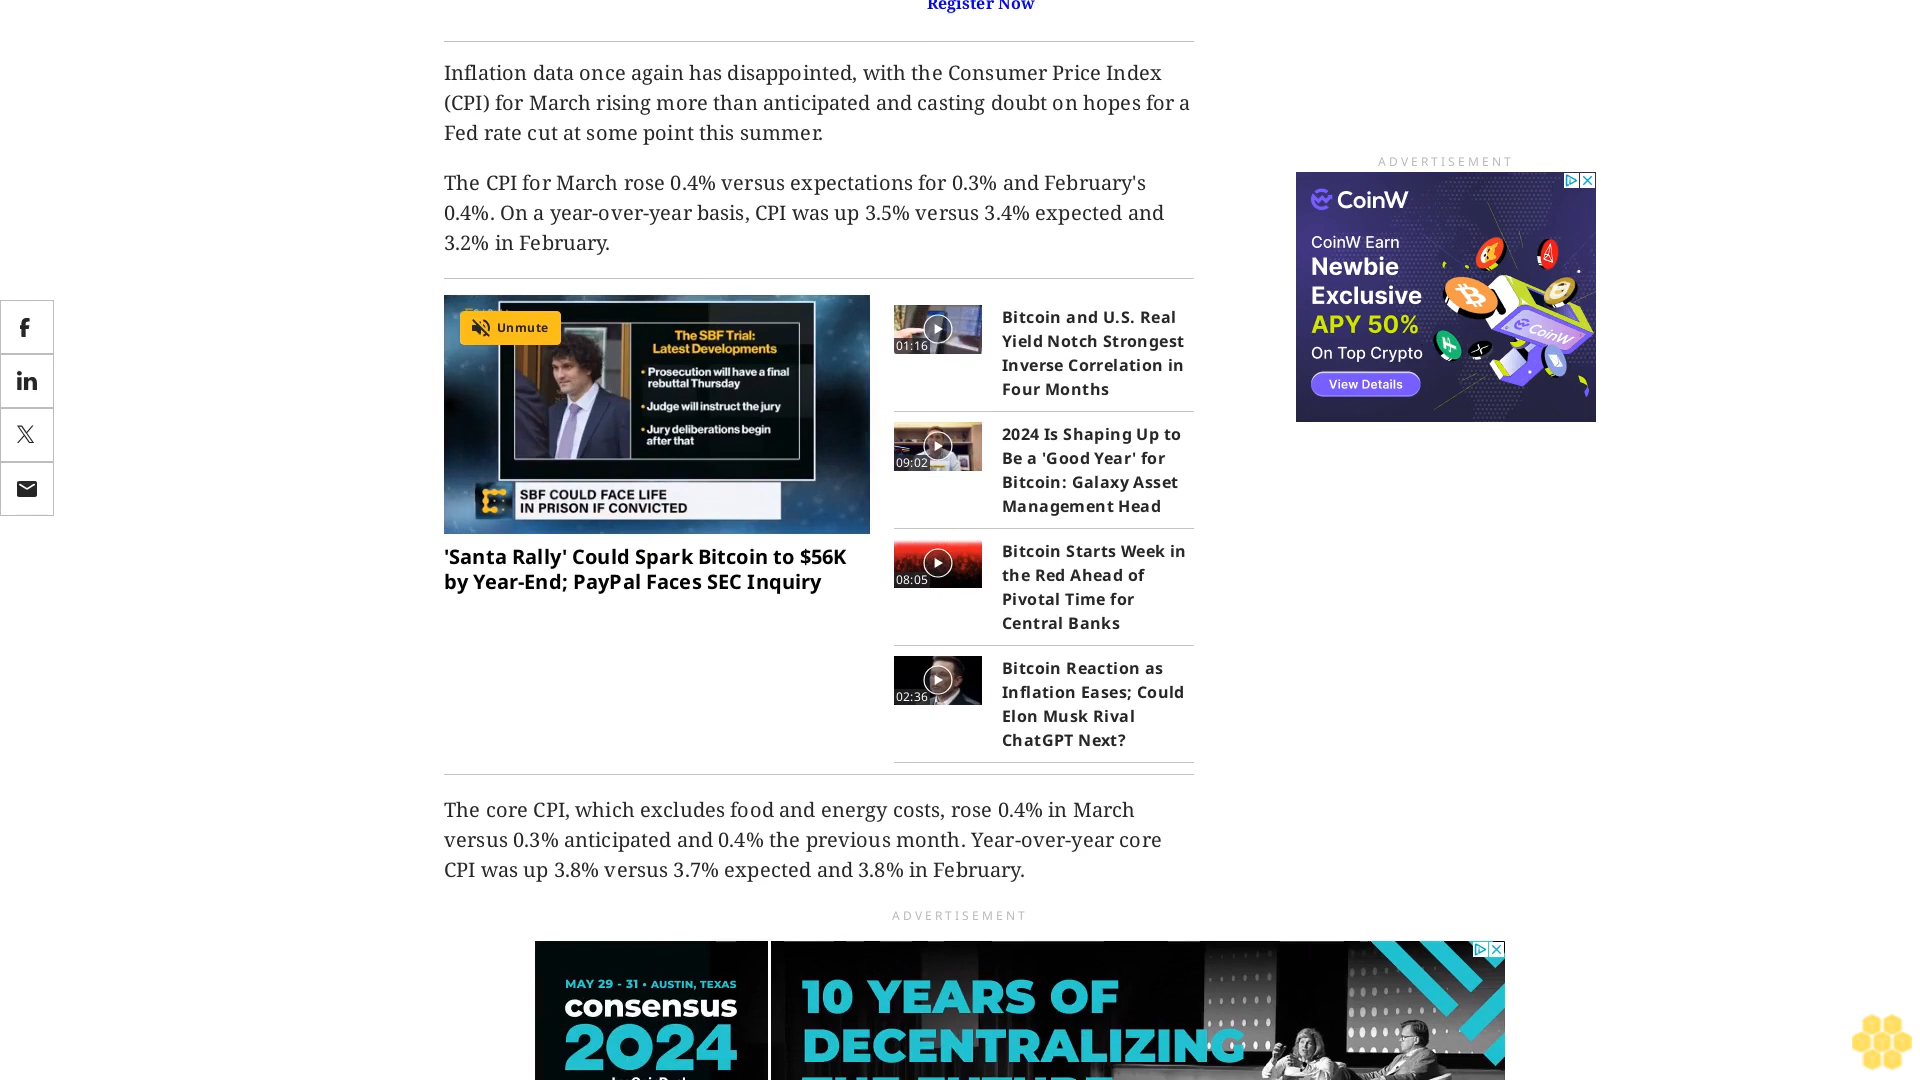 Register Now
Inflation data once again has disappointed, with the Consumer Price Index
(CPI) for March rising more than anticipated and casting doubt on hopes for a
Fed rate cut at some point this summer.
The CPI for March rose 0.4% versus expectations for 0.3% and February's
0.4%. On a year-over-year basis, CPI was up 3.5% versus 3.4% expected and
3.2% in February.
Unmute
The SBF Trial:
Latest Developments
• Prosecution will have a final
rebuttal Thursday
• Judge will instruct the jury
• Jury deliberations begin
after that
SBF COULD FACE LIFE
IN PRISON IF CONVICTED
'Santa Rally' Could Spark Bitcoin to $56K
by Year-End; PayPal Faces SEC Inquiry
01:16
Bitcoin and U.S. Real
Yield Notch Strongest
Inverse Correlation in
Four Months
09:02
2024 Is Shaping Up to
Be a 'Good Year' for
Bitcoin: Galaxy Asset
Management Head
08:05
Bitcoin Starts Week in
the Red Ahead of
Pivotal Time for
Central Banks
02:36
Bitcoin Reaction as
Inflation Eases; Could
Elon Musk Rival
ChatGPT Next?
The core CPI, which excludes food and energy costs, rose 0.4% in March
versus 0.3% anticipated and 0.4% the previous month. Year-over-year core
CPI was up 3.8% versus 3.7% expected and 3.8% in February.
ADVERTISEMENT
CoinW
CoinW Earn
Newbie
Exclusive
APY 50%
On Top Crypto
View Details
CoinW
ADVERTISEMENT
MAY 29 - 31 • AUSTIN, TEXAS
consensus
2024
10 YEARS OF
DECENTRALIZING
THE FUTURE